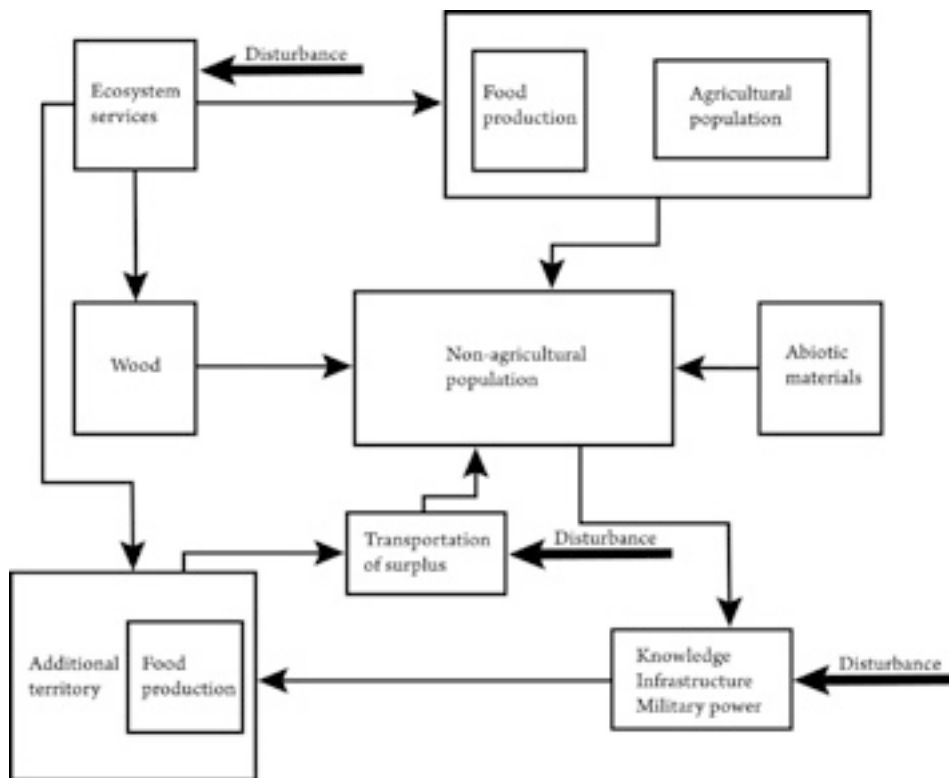 Disturbance
Ecosystem
services
Food
production
Agricultural
population
Wood
Non-agricultural
population
Abiotic
materials
Transportation
of surplus
Disturbance
Additional
territory
Food
production
Knowledge
Infrastructure
Military power
Disturbance